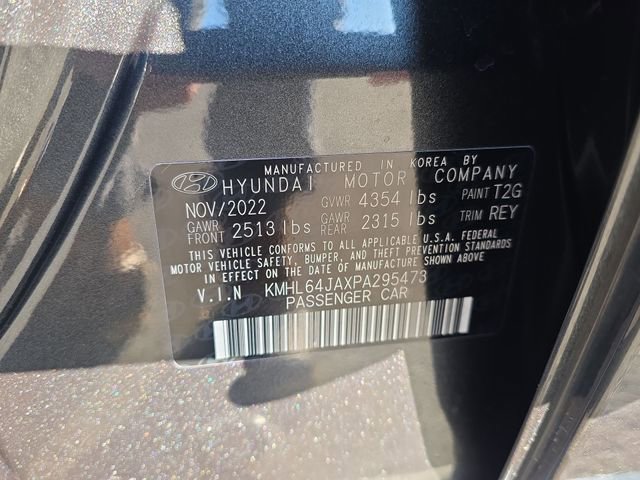 MANUFACTURED IN KOREA BY
HYUNDAI MOTOR COMPANY
NOV/2022 GVWR 4354 lbs PAINT T2G
GAWR FRONT 2513 lbs GAWR REAR 2315 lbs TRIM REY
THIS VEHICLE CONFORMS TO ALL APPLICABLE U.S.A. FEDERAL
MOTOR VEHICLE SAFETY, BUMPER, AND THEFT PREVENTION STANDARDS
IN EFFECT ON THE DATE OF MANUFACTURE SHOWN ABOVE
V.I.N KMHL64JAXPA295473
PASSENGER CAR